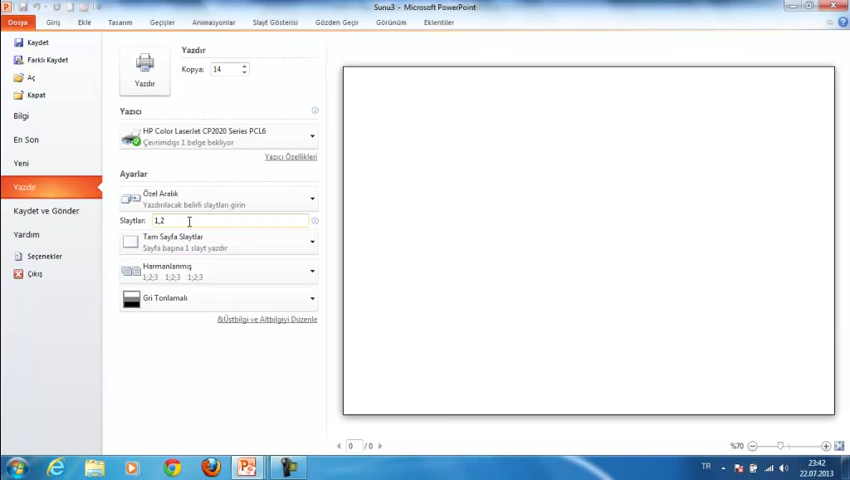 Sunu3 - Microsoft PowerPoint
Dosya Giriş Ekle Tasarım Geçişler Animasyonlar Slayt Gösterisi Gözden Geçir Görünüm Eklentiler
Kaydet
Farklı Kaydet
Aç
Kapat
Bilgi
En Son
Yeni
Yazdır
Kaydet ve Gönder
Yardım
Seçenekler
Çıkış
Yazdır
Yazdır
Kopya: 14
Yazıcı
HP Color LaserJet CP2020 Series PCL6
Çevrimdışı: 1 belge bekliyor
Yazıcı Özellikleri
Ayarlar
Özel Aralık
Yazdırılacak belirli slaytları girin
Slaytlar: 1,2
Tam Sayfa Slaytlar
Sayfa başına 1 slayt yazdır
Harmanlanmış
1;2;3 1;2;3 1;2;3
Gri Tonlamalı
&Üstbilgi ve Altbilgiyi Düzenle
0 / 0
%70
TR
23:42
22.07.2013